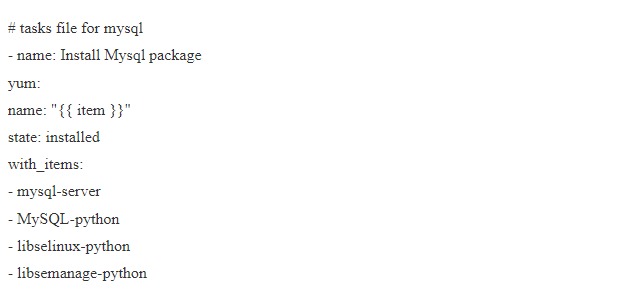 # tasks file for mysql
- name: Install Mysql package
yum:
name: "{{ item }}"
state: installed
with_items:
- mysql-server
- MySQL-python
- libselinux-python
- libsemanage-python